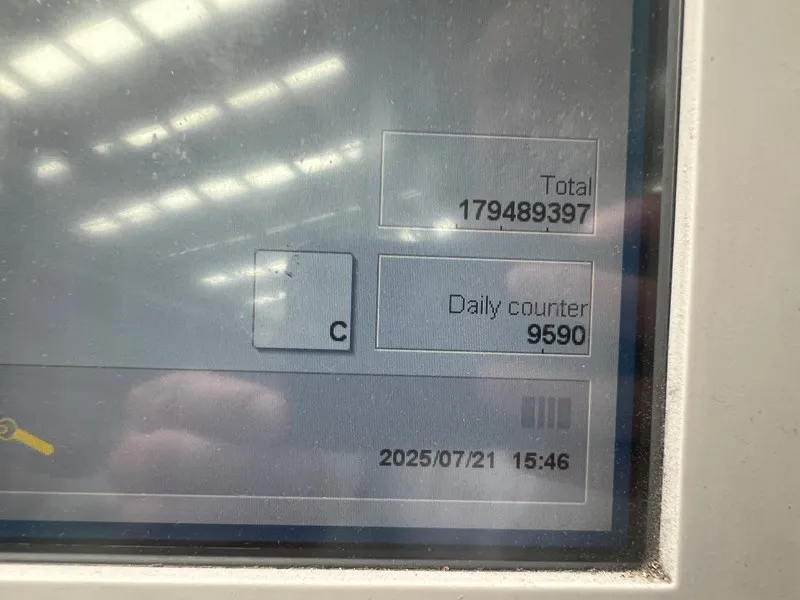 Total
179489397
Daily counter
C
9590
2025/07/21 15:46